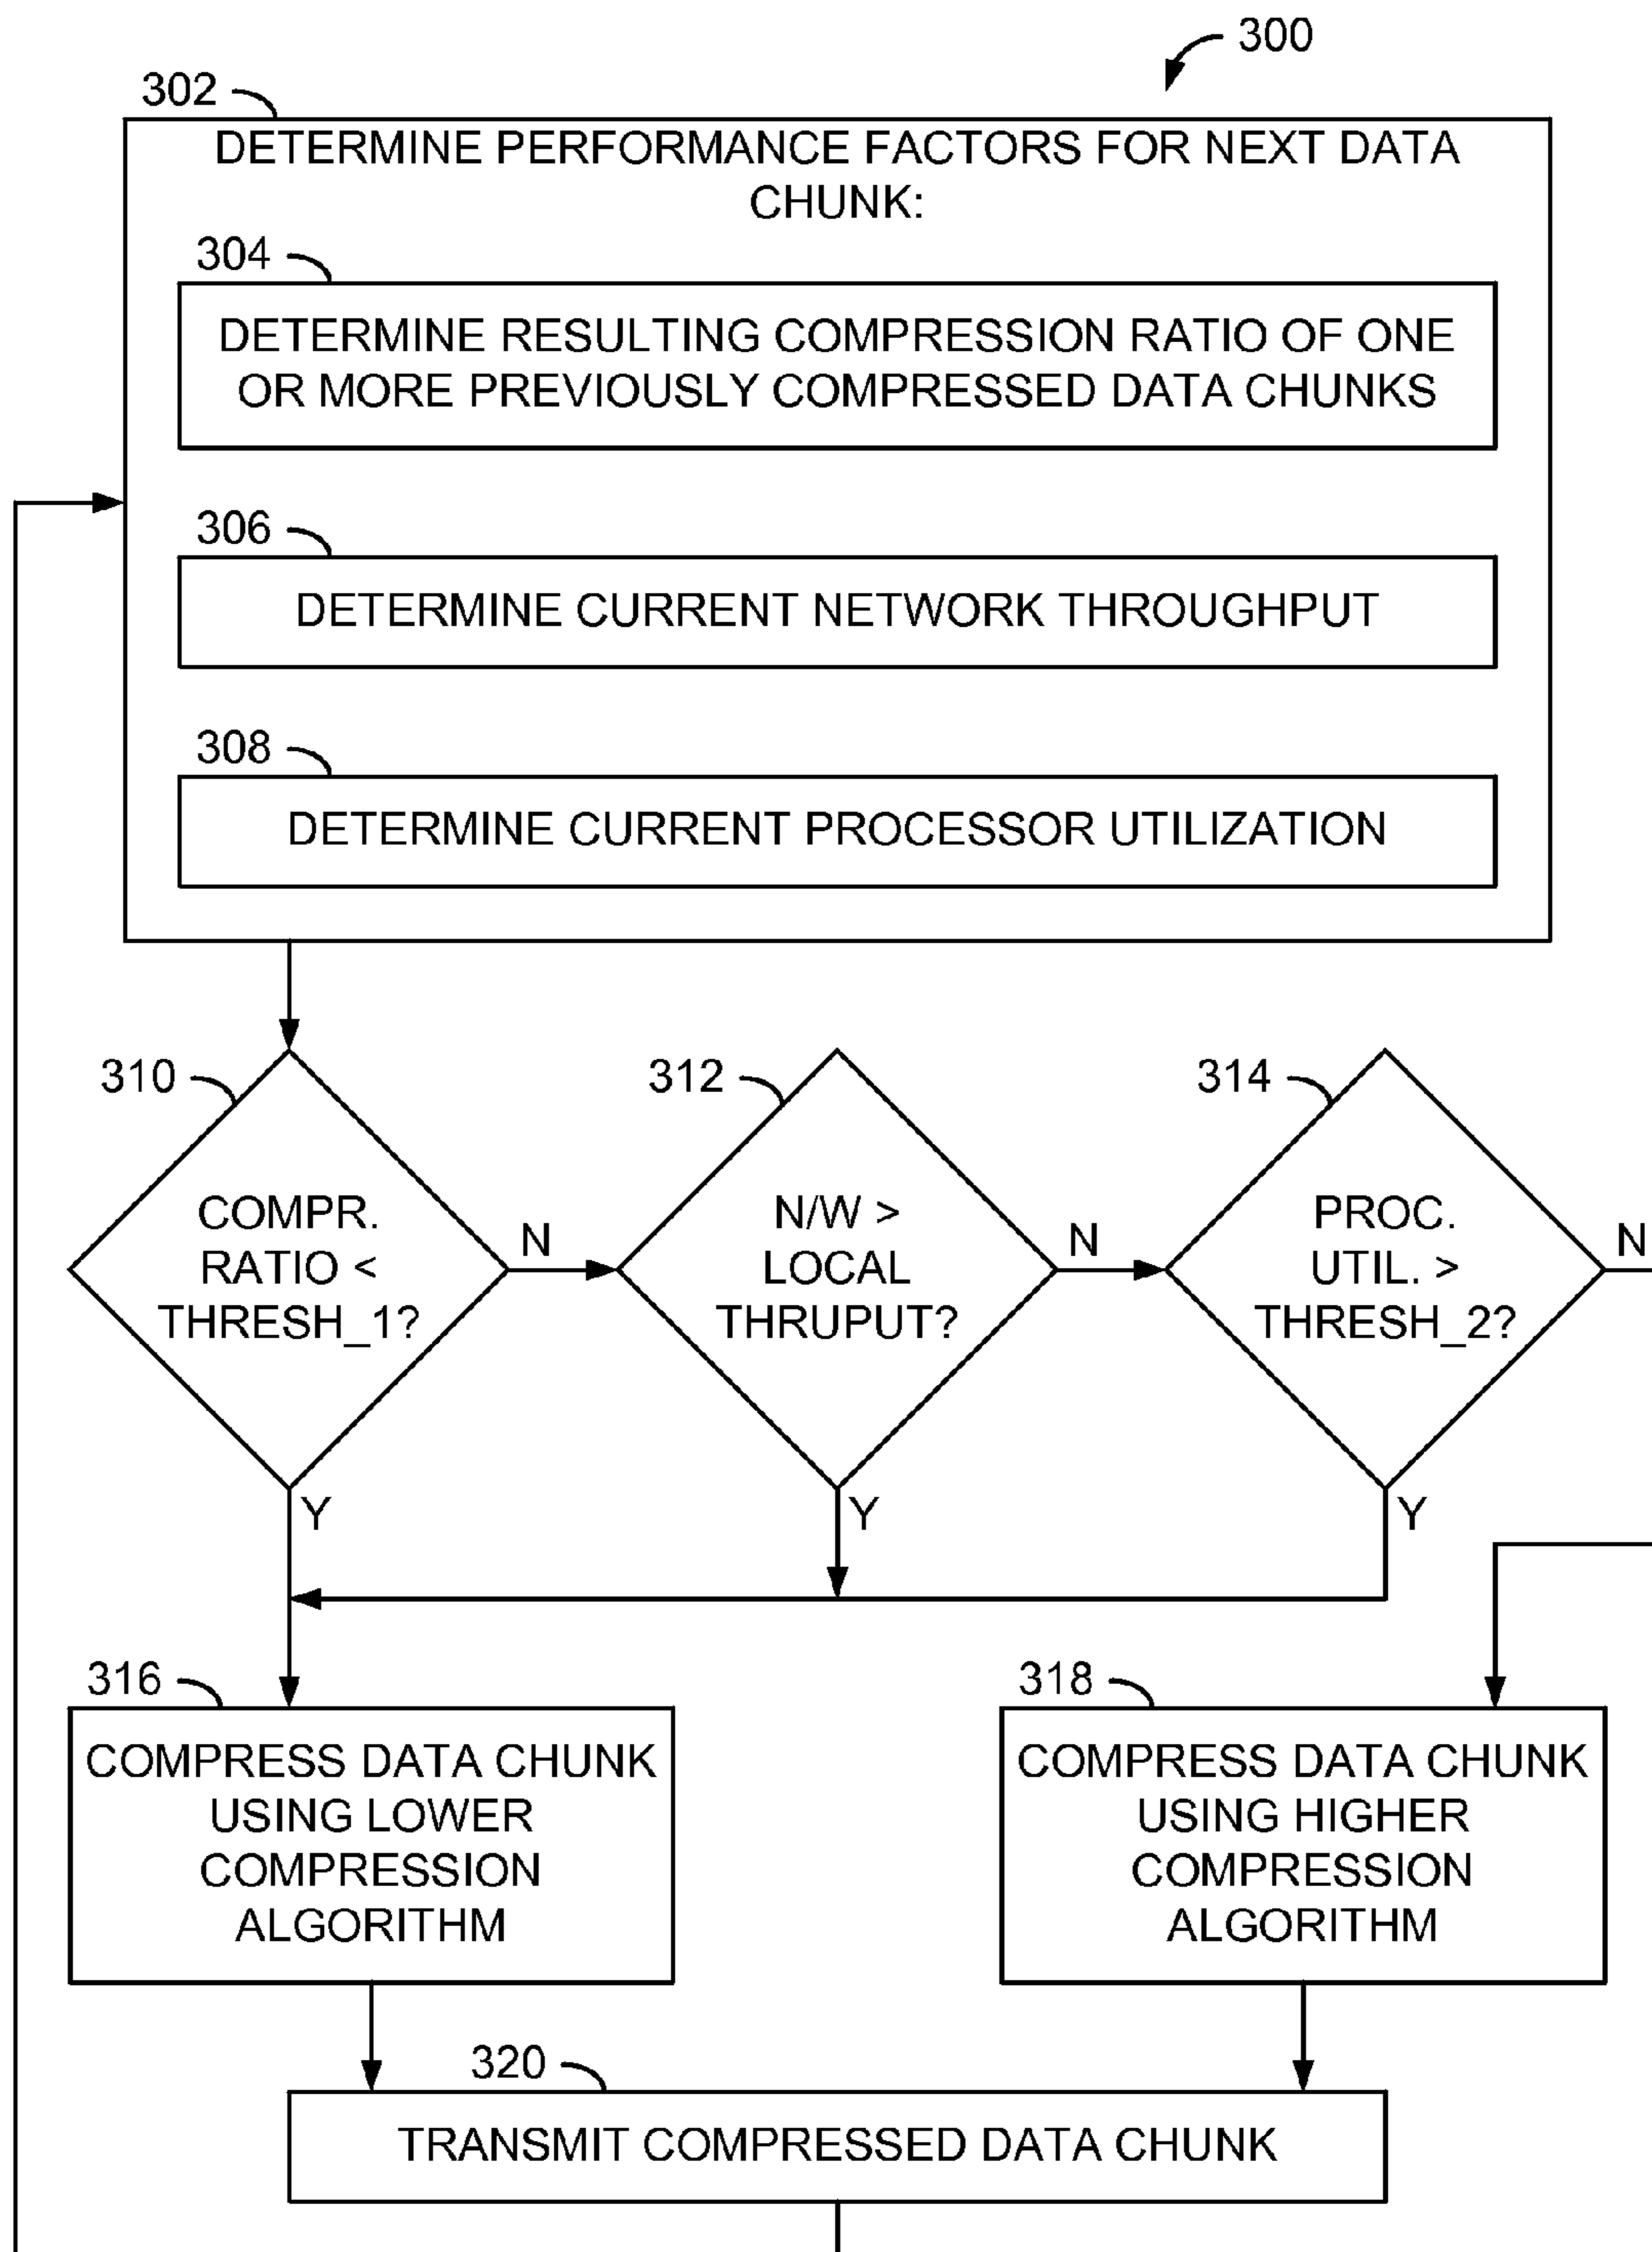 300
302
DETERMINE PERFORMANCE FACTORS FOR NEXT DATA
CHUNK:
304
DETERMINE RESULTING COMPRESSION RATIO OF ONE
OR MORE PREVIOUSLY COMPRESSED DATA CHUNKS
306
DETERMINE CURRENT NETWORK THROUGHPUT
308
DETERMINE CURRENT PROCESSOR UTILIZATION
310
COMPR.
RATIO <
THRESH_1?
N
Y
312
N/W >
LOCAL
THRUPUT?
N
Y
314
PROC.
UTIL. >
THRESH_2?
N
Y
316
COMPRESS DATA CHUNK
USING LOWER
COMPRESSION
ALGORITHM
318
COMPRESS DATA CHUNK
USING HIGHER
COMPRESSION
ALGORITHM
320
TRANSMIT COMPRESSED DATA CHUNK